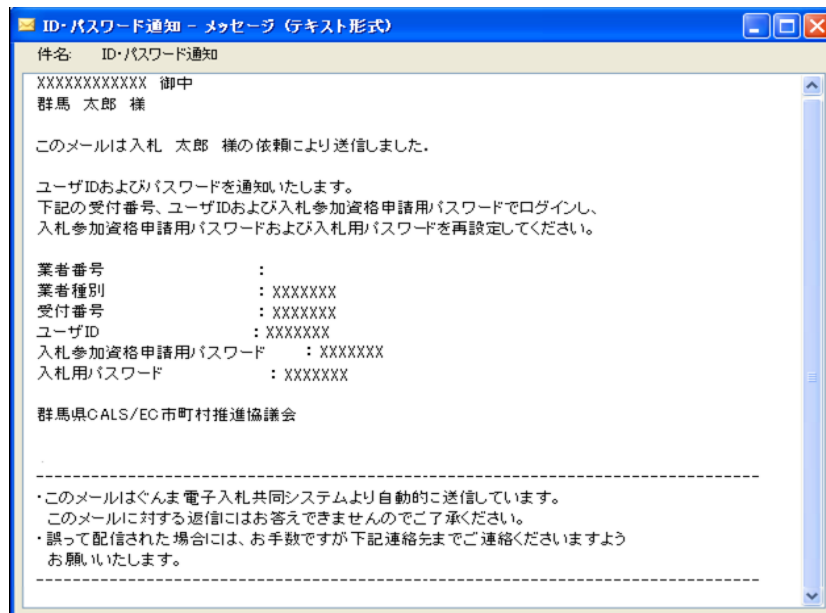 ID・パスワード通知 - メッセージ (テキスト形式)
件名: ID・パスワード通知
XXXXXXXXXXXX 御中
群馬 太郎 様
このメールは入札 太郎 様の依頼により送信しました.
ユーザIDおよびパスワードを通知いたします。
下記の受付番号、ユーザIDおよび入札参加資格申請用パスワードでログインし、
入札参加資格申請用パスワードおよび入札用パスワードを再設定してください。
業者番号 :
業者種別 : XXXXXXX
受付番号 : XXXXXXX
ユーザID : XXXXXXX
入札参加資格申請用パスワード : XXXXXXX
入札用パスワード : XXXXXXX
群馬県CALS/EC市町村推進協議会
--------------------------------------------------------------------------------
・このメールはぐんま電子入札共同システムより自動的に送信しています。
このメールに対する返信にはお答えできませんのでご了承ください。
・誤って配信された場合には、お手数ですが下記連絡先までご連絡くださいますよう
お願いいたします。
--------------------------------------------------------------------------------